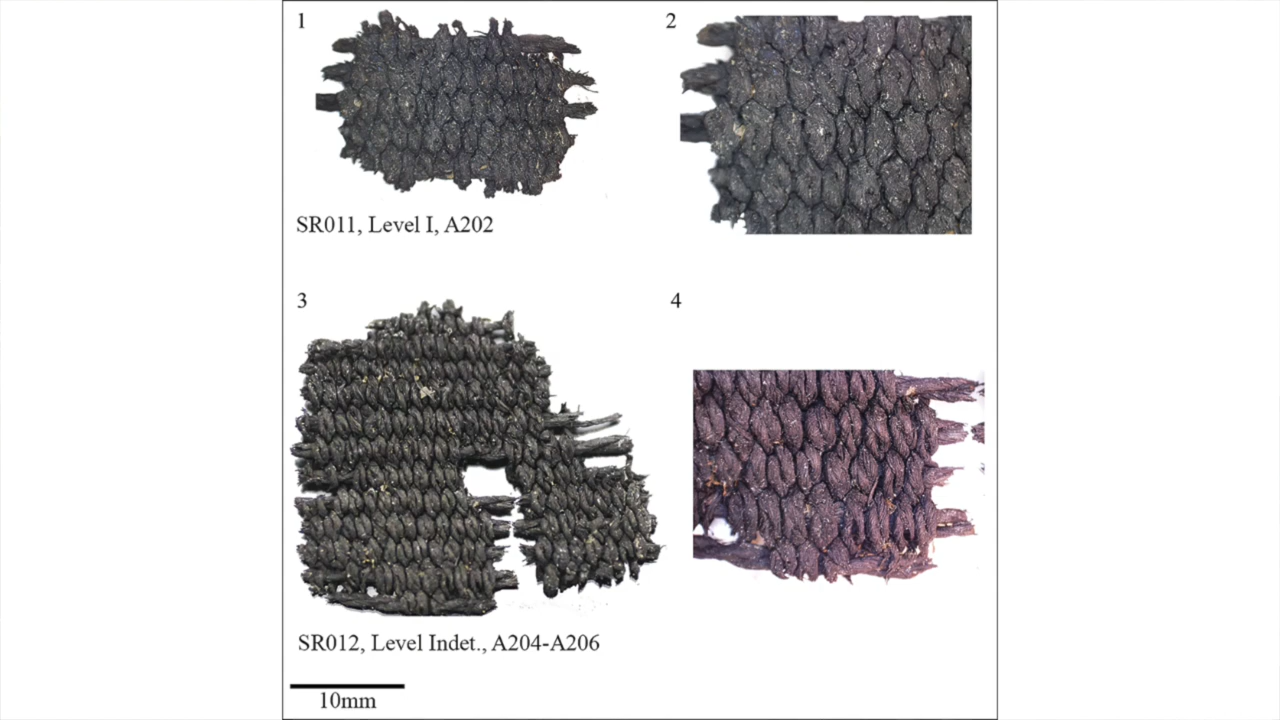 1
2
SR011, Level I, A202
3
4
SR012, Level Indet., A204-A206
10mm